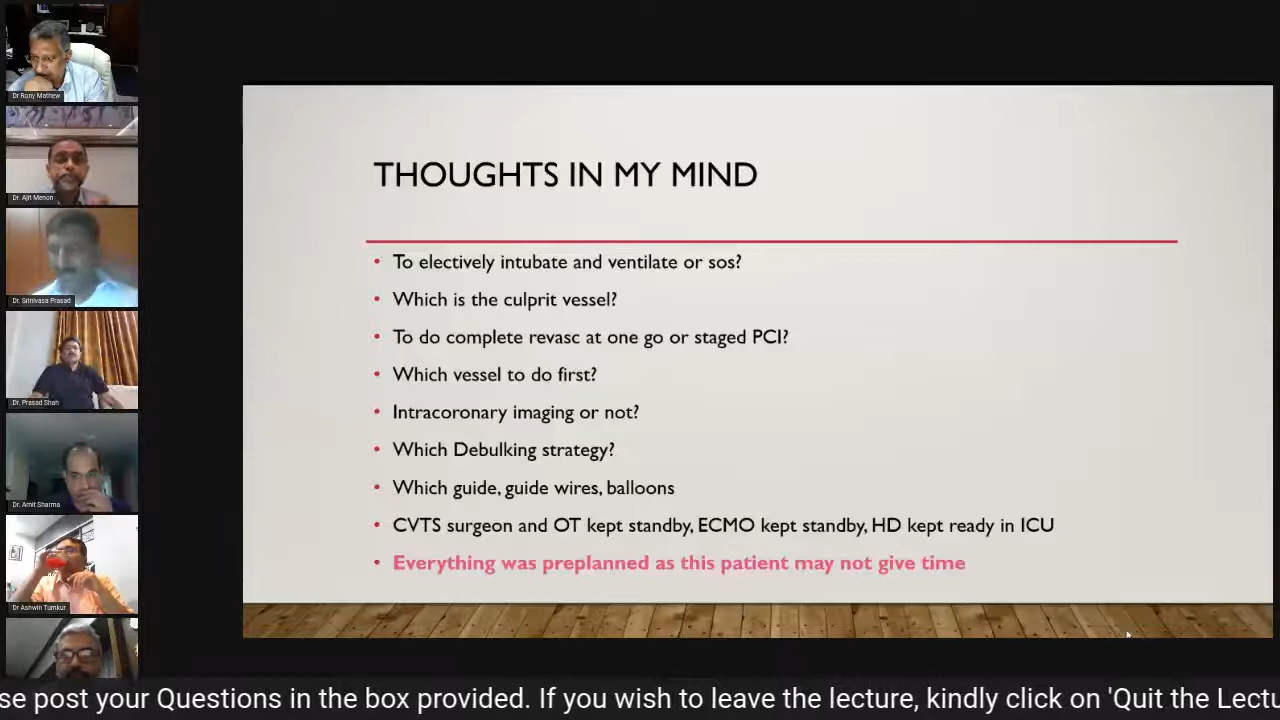 Dr Rony Mathew
Dr. Ajit Menon
Dr. Srinivasa Prasad
Dr. Prasad Shah
Dr. Amit Sharma
Dr Ashwin Tumkur
THOUGHTS IN MY MIND
• To electively intubate and ventilate or sos?
• Which is the culprit vessel?
• To do complete revasc at one go or staged PCI?
• Which vessel to do first?
• Intracoronary imaging or not?
• Which Debulking strategy?
• Which guide, guide wires, balloons
• CVTS surgeon and OT kept standby, ECMO kept standby, HD kept ready in ICU
• Everything was preplanned as this patient may not give time
se post your Questions in the box provided. If you wish to leave the lecture, kindly click on 'Quit the Lectu